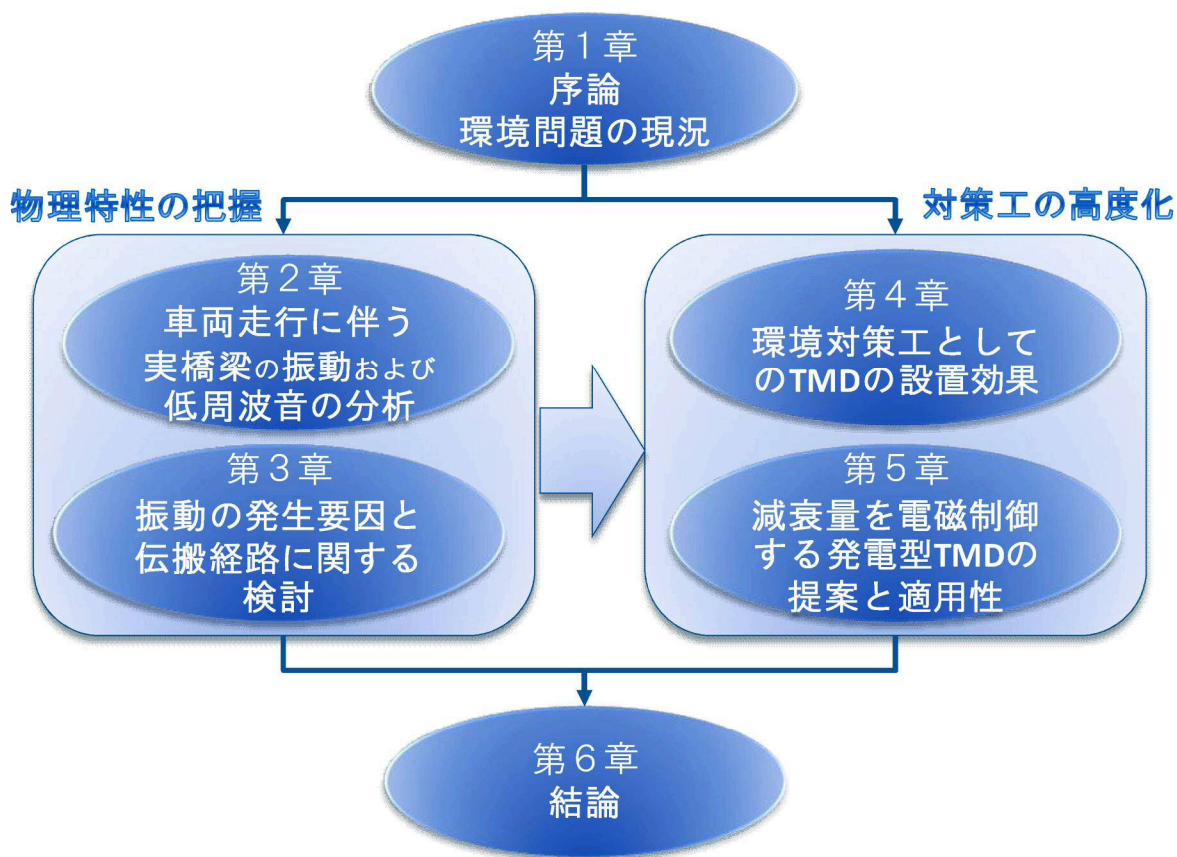 第１章
序論
環境問題の現況
物理特性の把握
対策工の高度化
第２章
車両走行に伴う
実橋梁の振動および
低周波音の分析
第３章
振動の発生要因と
伝搬経路に関する
検討
第４章
環境対策工として
のTMDの設置効果
第５章
減衰量を電磁制御
する発電型TMDの
提案と適用性
第６章
結論